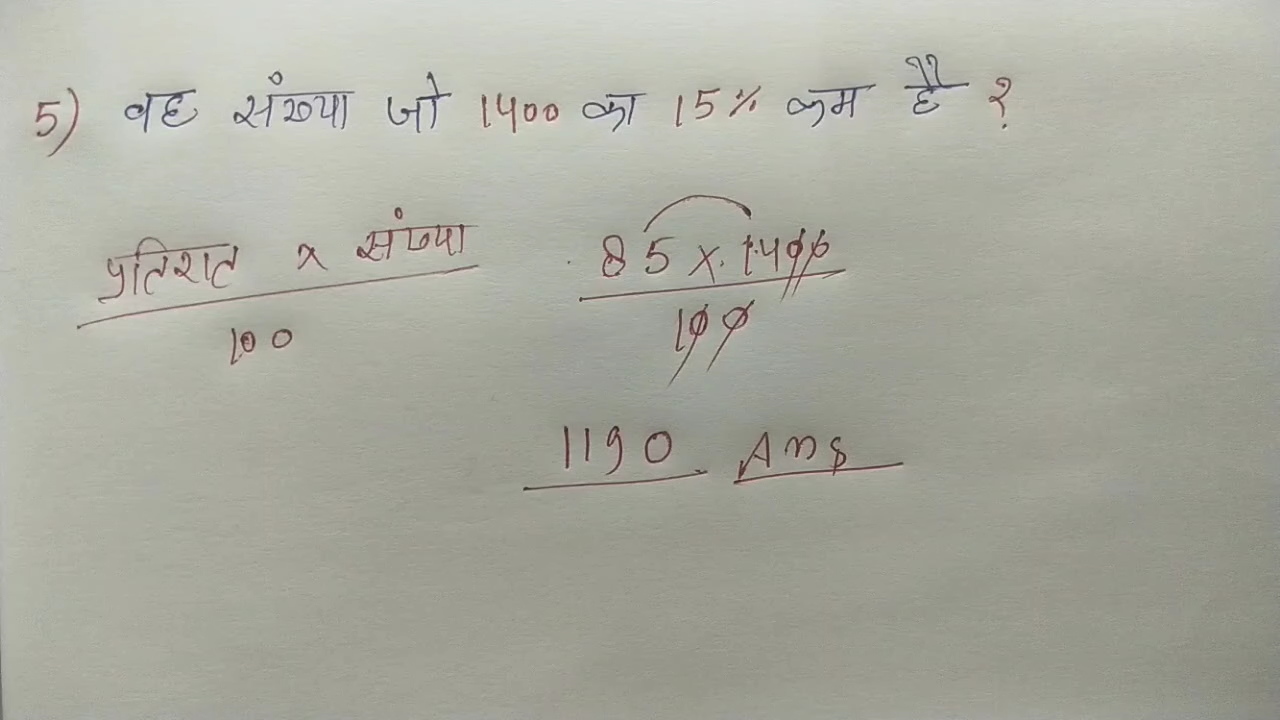 5) वह संख्या जो 1400 का 15% कम है ?
प्रतिशत x संख्या
100
85 x 1400
100
1190 Ans